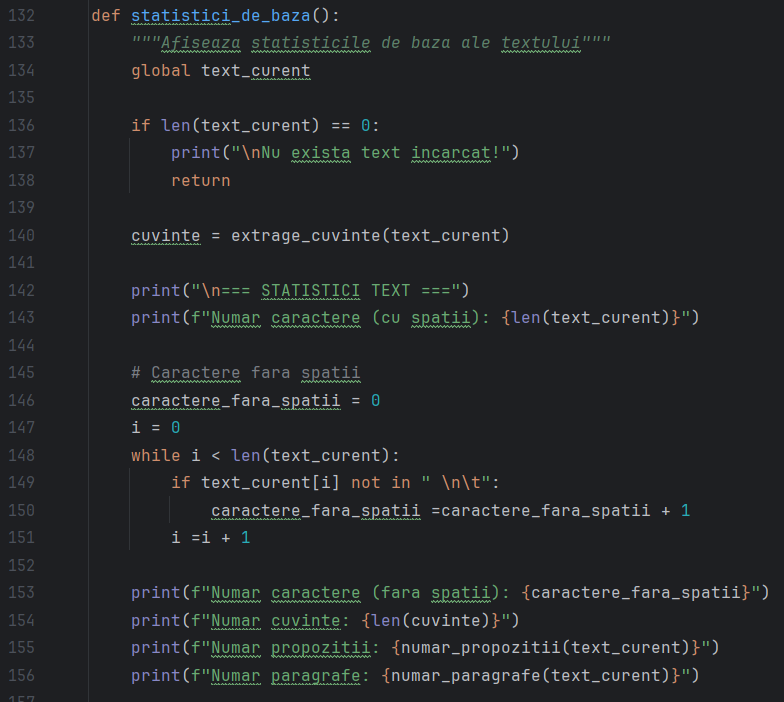 132 def statistici_de_baza():
133     """Afiseaza statisticile de baza ale textului"""
134     global text_curent
135
136     if len(text_curent) == 0:
137         print("\nNu exista text incarcat!")
138         return
139
140     cuvinte = extrage_cuvinte(text_curent)
141
142     print("\n=== STATISTICI TEXT ===")
143     print(f"Numar caractere (cu spatii): {len(text_curent)}")
144
145     # Caractere fara spatii
146     caractere_fara_spatii = 0
147     i = 0
148     while i < len(text_curent):
149         if text_curent[i] not in " \n\t":
150             caractere_fara_spatii =caractere_fara_spatii + 1
151         i =i + 1
152
153     print(f"Numar caractere (fara spatii): {caractere_fara_spatii}")
154     print(f"Numar cuvinte: {len(cuvinte)}")
155     print(f"Numar propozitii: {numar_propozitii(text_curent)}")
156     print(f"Numar paragrafe: {numar_paragrafe(text_curent)}")
157